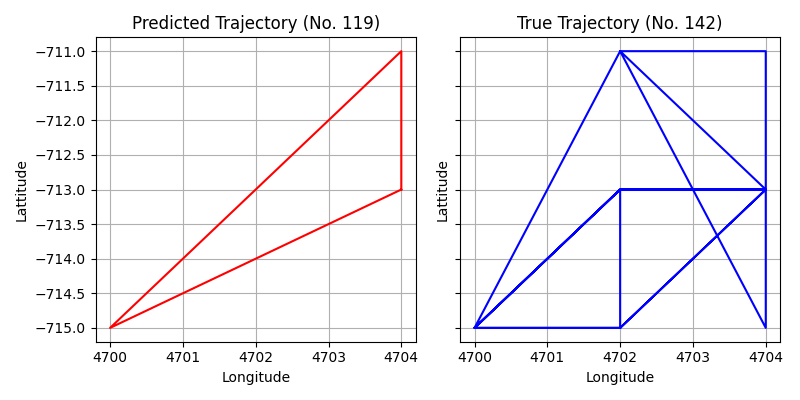 Predicted Trajectory (No. 119)
True Trajectory (No. 142)
−711.0
−711.5
−712.0
−712.5
−713.0
−713.5
−714.0
−714.5
−715.0
Lattitude
Lattitude
4700 4701 4702 4703 4704
4700 4701 4702 4703 4704
Longitude
Longitude